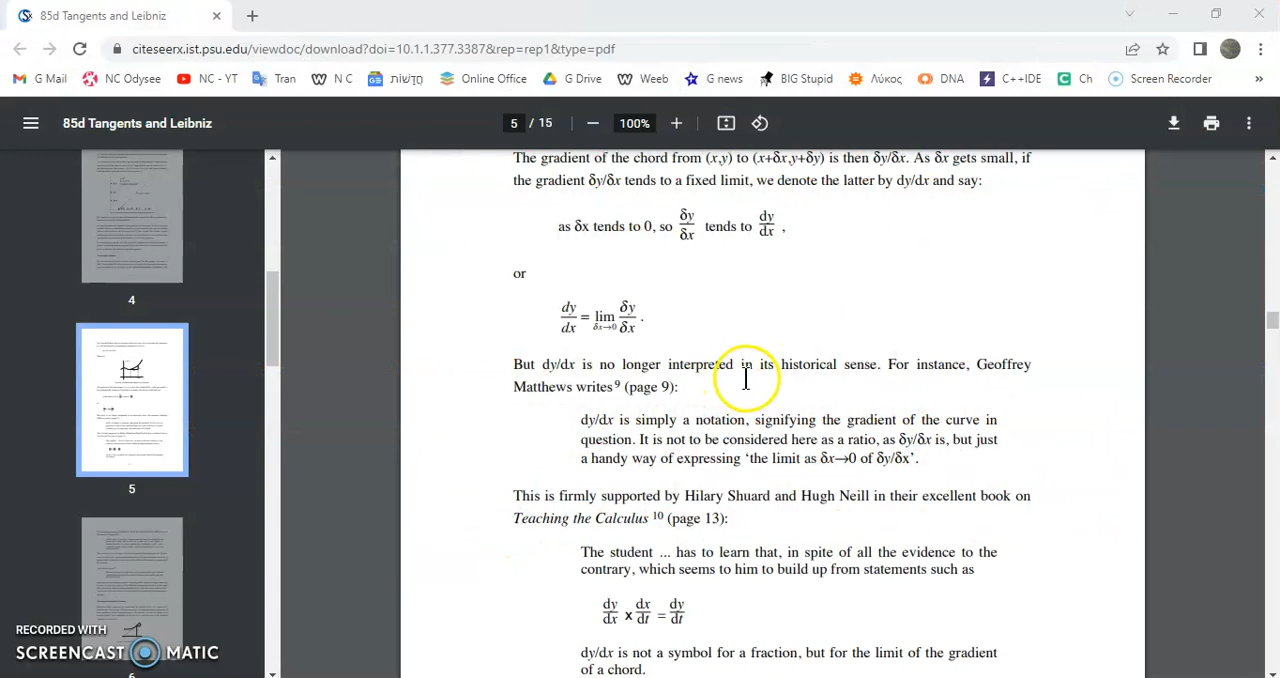 85d Tangents and Leibniz
citeseerx.ist.psu.edu/viewdoc/download?doi=10.1.1.377.3387&rep=rep1&type=pdf
G Mail NC Odysee NC - YT Tran N C חֲדָשׁוֹת Online Office G Drive Weeb G news BIG Stupid Λύκος DNA C++IDE Ch Screen Recorder »
85d Tangents and Leibniz 5 / 15 100%
4
5
6
The gradient of the chord from (x,y) to (x+δx,y+δy) is then δy/δx. As δx gets small, if
the gradient δy/δx tends to a fixed limit, we denote the latter by dy/dx and say:
as δx tends to 0, so δy/δx tends to dy/dx ,
or
dy/dx = lim δx→0 δy/δx .
But dy/dx is no longer interpreted in its historical sense. For instance, Geoffrey
Matthews writes 9 (page 9):
dy/dx is simply a notation, signifying the gradient of the curve in
question. It is not to be considered here as a ratio, as δy/δx is, but just
a handy way of expressing ‘the limit as δx→0 of δy/δx’.
This is firmly supported by Hilary Shuard and Hugh Neill in their excellent book on
Teaching the Calculus 10 (page 13):
The student ... has to learn that, in spite of all the evidence to the
contrary, which seems to him to build up from statements such as
dy/dx x dx/dt = dy/dt
dy/dx is not a symbol for a fraction, but for the limit of the gradient
of a chord.
RECORDED WITH
SCREENCAST MATIC